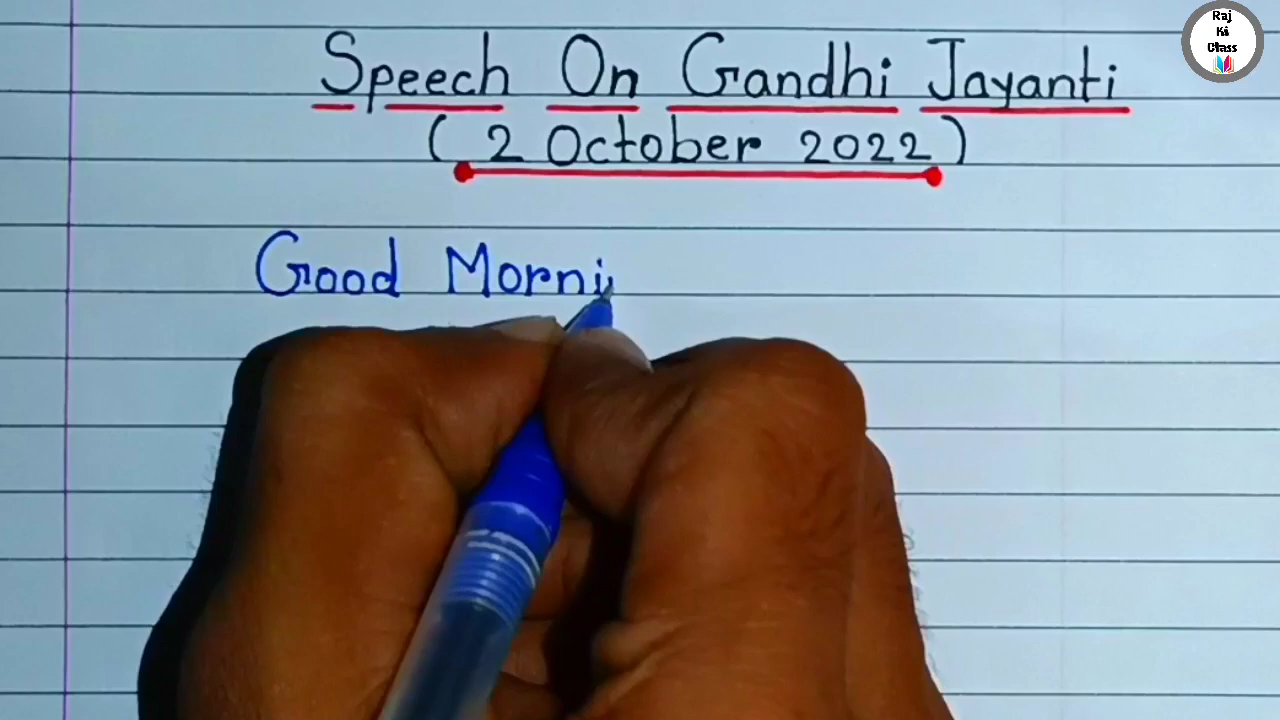 Raj
Ki
Class
Speech On Gandhi Jayanti
( 2 October 2022 )
Good Morni